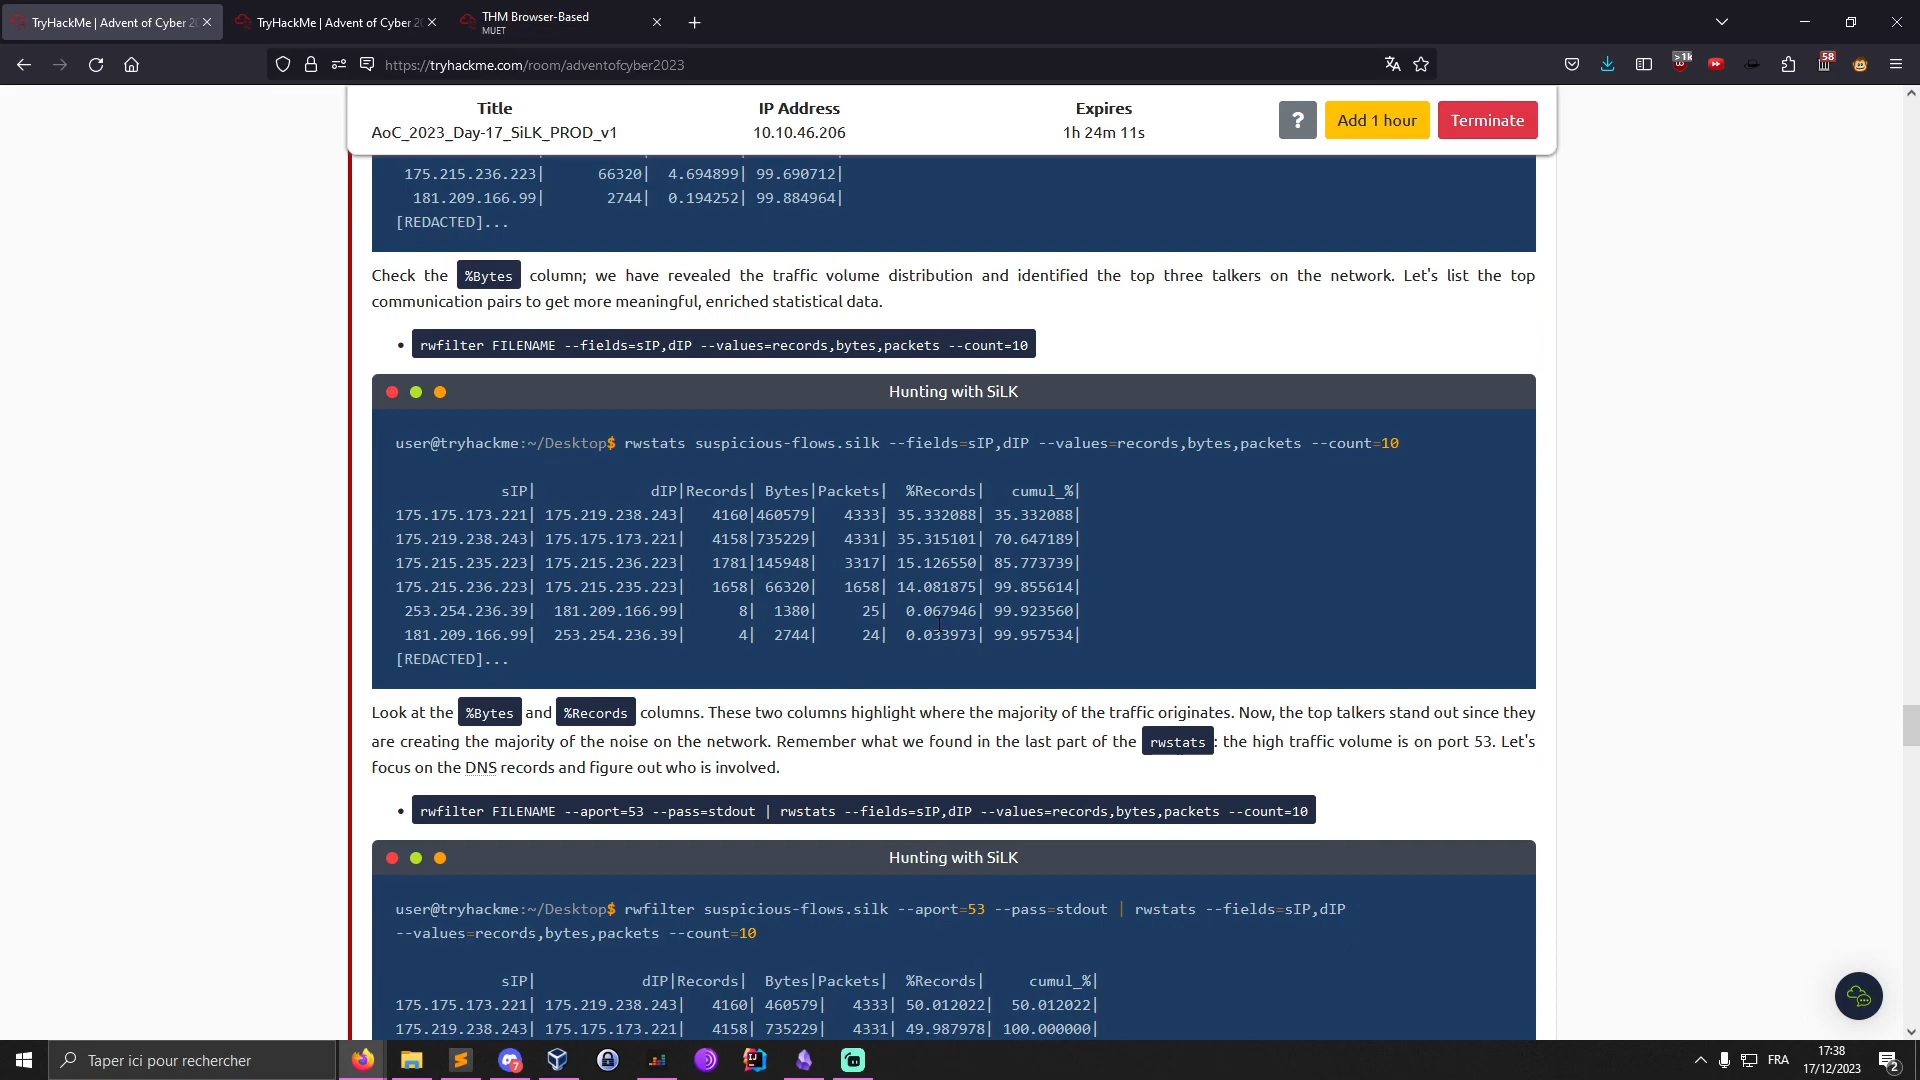 TryHackMe | Advent of Cyber 2
TryHackMe | Advent of Cyber 2
THM Browser-Based
MUET
https://tryhackme.com/room/adventofcyber2023
>1k
58
Title
IP Address
Expires
AoC_2023_Day-17_SiLK_PROD_v1
10.10.46.206
1h 24m 11s
?
Add 1 hour
Terminate
175.215.236.223| 66320| 4.694899| 99.690712|
181.209.166.99| 2744| 0.194252| 99.884964|
[REDACTED]...
Check the %Bytes column; we have revealed the traffic volume distribution and identified the top three talkers on the network. Let's list the top
communication pairs to get more meaningful, enriched statistical data.
• rwfilter FILENAME --fields=sIP,dIP --values=records,bytes,packets --count=10
Hunting with SiLK
user@tryhackme:~/Desktop$ rwstats suspicious-flows.silk --fields=sIP,dIP --values=records,bytes,packets --count=10
sIP| dIP|Records| Bytes|Packets| %Records| cumul_%|
175.175.173.221| 175.219.238.243| 4160|460579| 4333| 35.332088| 35.332088|
175.219.238.243| 175.175.173.221| 4158|735229| 4331| 35.315101| 70.647189|
175.215.235.223| 175.215.236.223| 1781|145948| 3317| 15.126550| 85.773739|
175.215.236.223| 175.215.235.223| 1658| 66320| 1658| 14.081875| 99.855614|
253.254.236.39| 181.209.166.99| 8| 1380| 25| 0.067946| 99.923560|
181.209.166.99| 253.254.236.39| 4| 2744| 24| 0.033973| 99.957534|
[REDACTED]...
Look at the %Bytes and %Records columns. These two columns highlight where the majority of the traffic originates. Now, the top talkers stand out since they
are creating the majority of the noise on the network. Remember what we found in the last part of the rwstats : the high traffic volume is on port 53. Let's
focus on the DNS records and figure out who is involved.
• rwfilter FILENAME --aport=53 --pass=stdout | rwstats --fields=sIP,dIP --values=records,bytes,packets --count=10
Hunting with SiLK
user@tryhackme:~/Desktop$ rwfilter suspicious-flows.silk --aport=53 --pass=stdout | rwstats --fields=sIP,dIP
--values=records,bytes,packets --count=10
sIP| dIP|Records| Bytes|Packets| %Records| cumul_%|
175.175.173.221| 175.219.238.243| 4160| 460579| 4333| 50.012022| 50.012022|
175.219.238.243| 175.175.173.221| 4158| 735229| 4331| 49.987978| 100.000000|
Taper ici pour rechercher
7
FRA
17:38
17/12/2023
2